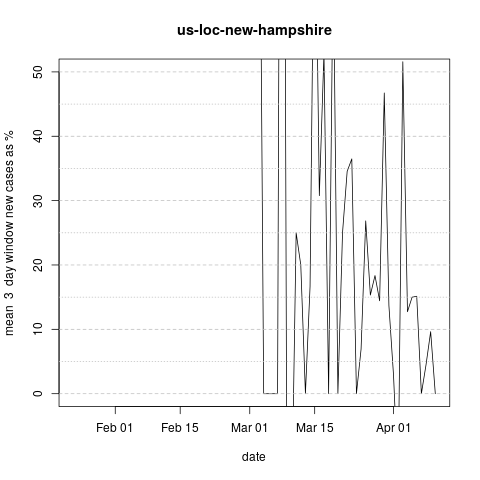 us-loc-new-hampshire
mean 3 day window new cases as %
50
40
30
20
10
0
Feb 01 Feb 15 Mar 01 Mar 15 Apr 01
date